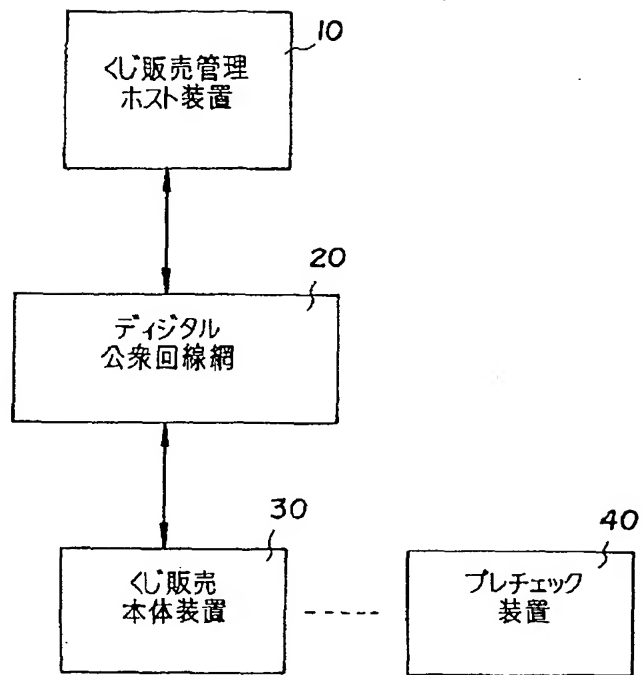 10
くじ販売管理
ホスト装置
20
ディジタル
公衆回線網
30
くじ販売
本体装置
40
プレチェック
装置